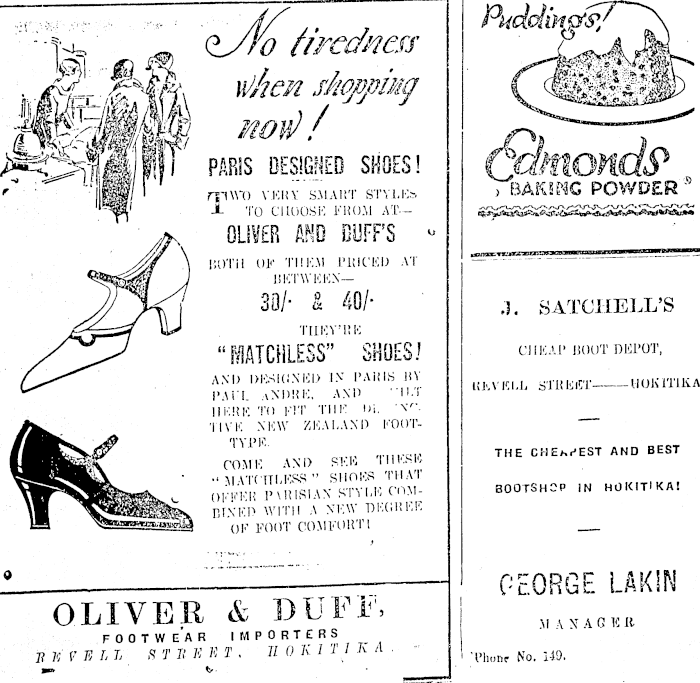 No tiredness
when shopping
now!
PARIS DESIGNED SHOES!
TWO VERY SMART STYLES
TO CHOOSE FROM AT—
OLIVER AND DUFF'S
BOTH OF THEM PRICED AT
BETWEEN—
30/- & 40/-
THEY'RE
"MATCHLESS" SHOES!
AND DESIGNED IN PARIS BY
PAUL ANDRE, AND
HERE TO FIT THE
TIVE NEW ZEALAND FOOT-
TYPE.
COME AND SEE THESE
"MATCHLESS" SHOES THAT
OFFER PARISIAN STYLE COM-
BINED WITH A NEW DEGREE
OF FOOT COMFORT!
OLIVER & DUFF,
FOOTWEAR IMPORTERS
REVELL STREET, HOKITIKA.
Puddings!
Edmonds
BAKING POWDER
J. SATCHELL'S
CHEAP BOOT DEPOT,
REVELL STREET——HOKITIKA
THE CHEAPEST AND BEST
BOOTSHOP IN HOKITIKA!
GEORGE LAKIN
MANAGER
'Phone No. 149.